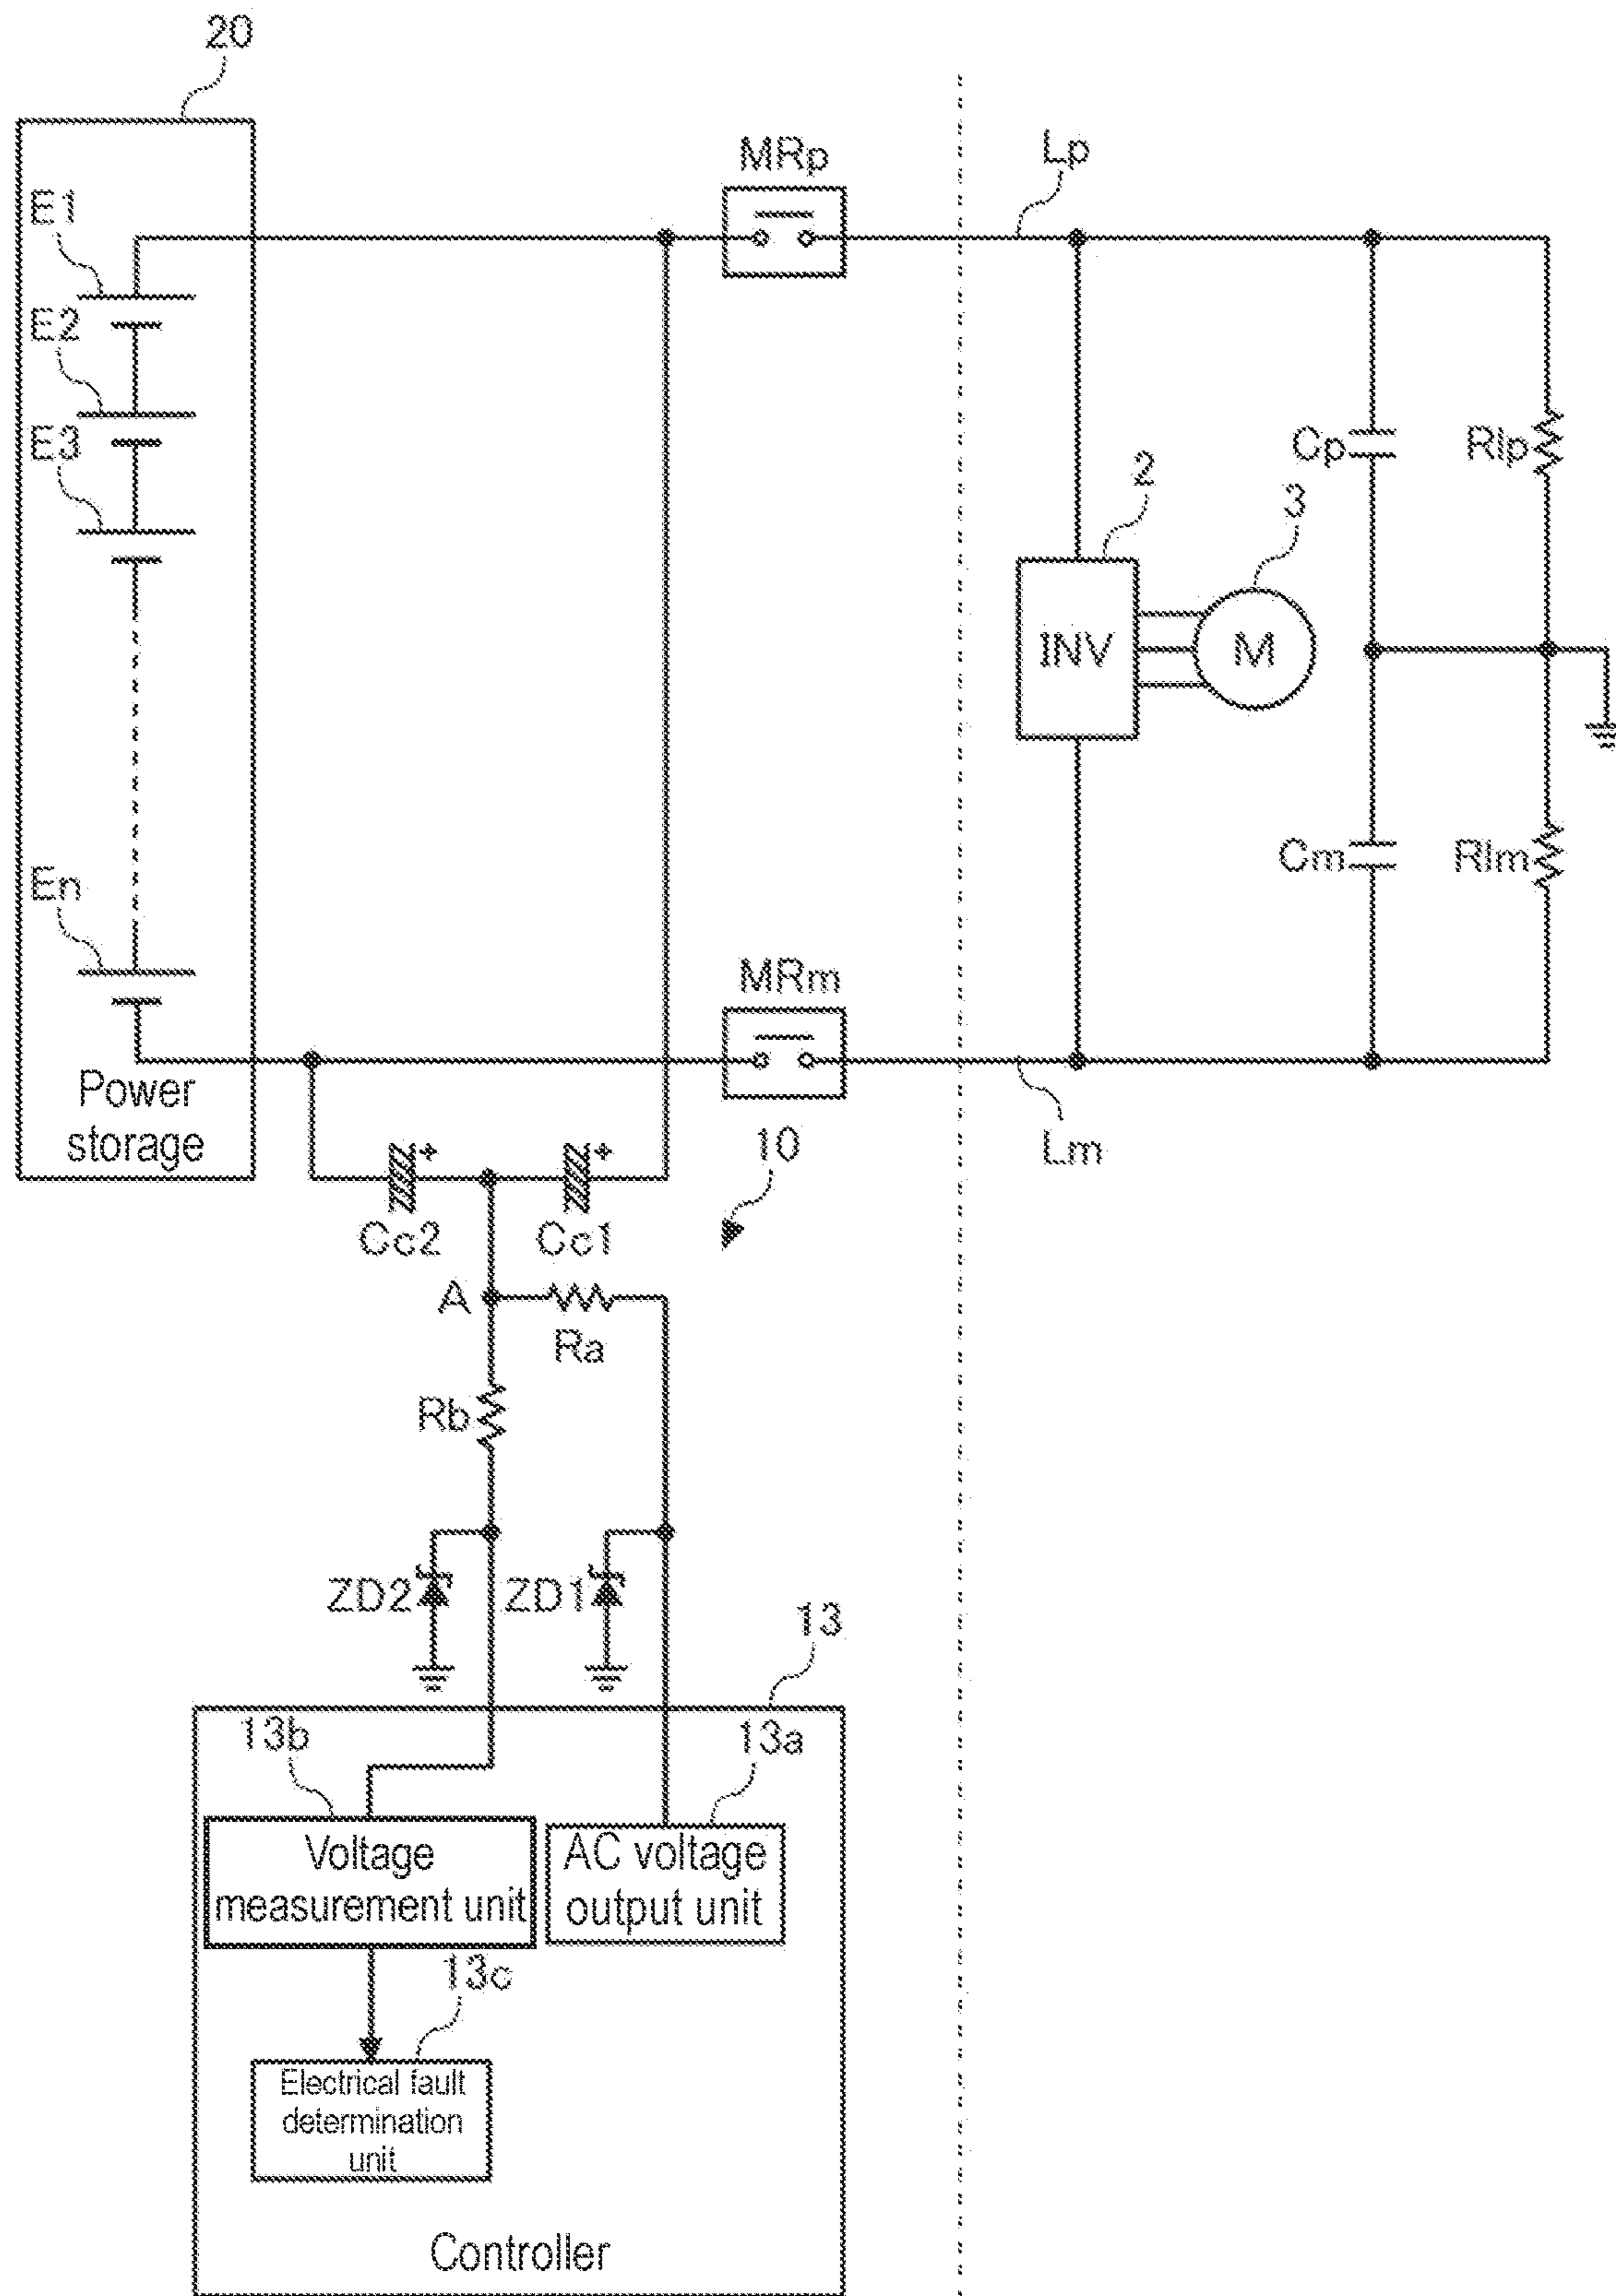 20
MRp
Lp
E1
E2
E3
Cp
Rlp
2
3
INV
M
Cm
Rlm
En
MRm
Power
storage
10
Lm
+
+
Cc2
Cc1
A
Ra
Rb
ZD2
ZD1
13
13b
13a
Voltage
measurement unit
AC voltage
output unit
13c
Electrical fault
determination
unit
Controller